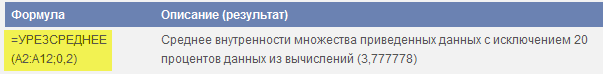 Формула
Описание (результат)
=УРЕЗСРЕДНЕЕ
(A2:A12;0,2)
Среднее внутренности множества приведенных данных с исключением 20
процентов данных из вычислений (3,777778)